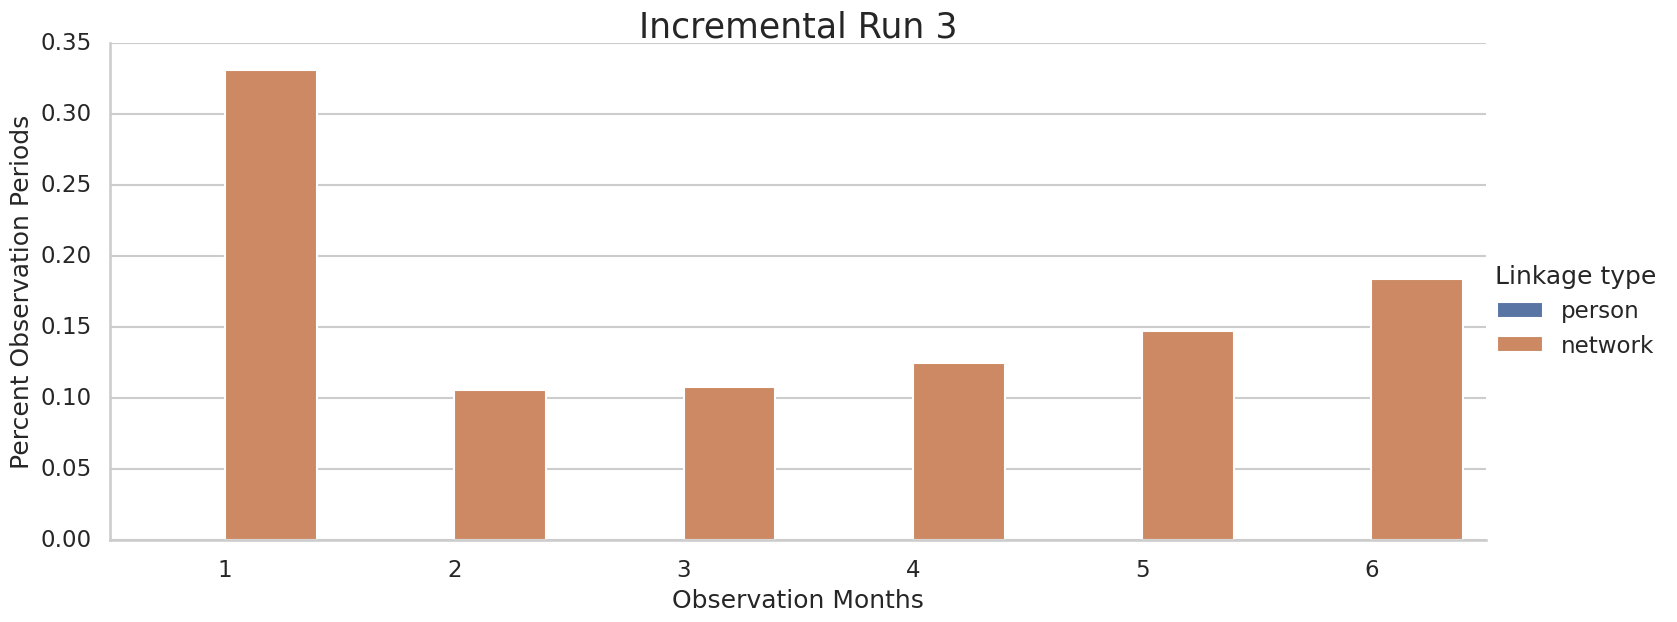 Incremental Run 3
Percent Observation Periods
0.35
0.30
0.25
0.20
0.15
0.10
0.05
0.00
1 2 3 4 5 6
Observation Months
Linkage type
person
network